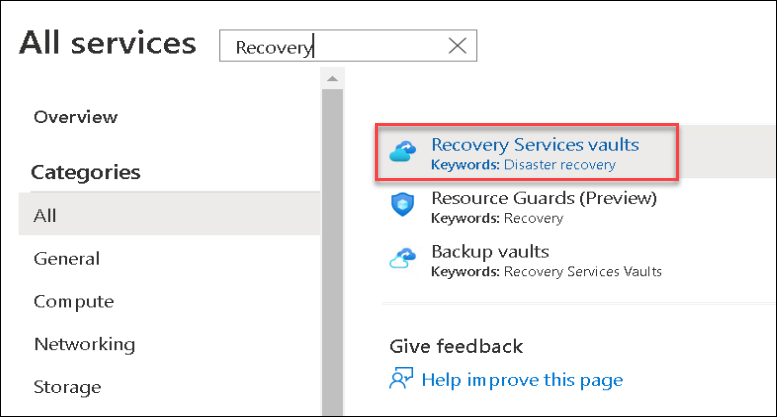 All services
Recovery
Overview
Categories
All
General
Compute
Networking
Storage
Recovery Services vaults
Keywords: Disaster recovery
Resource Guards (Preview)
Keywords: Recovery
Backup vaults
Keywords: Recovery Services Vaults
Give feedback
Help improve this page